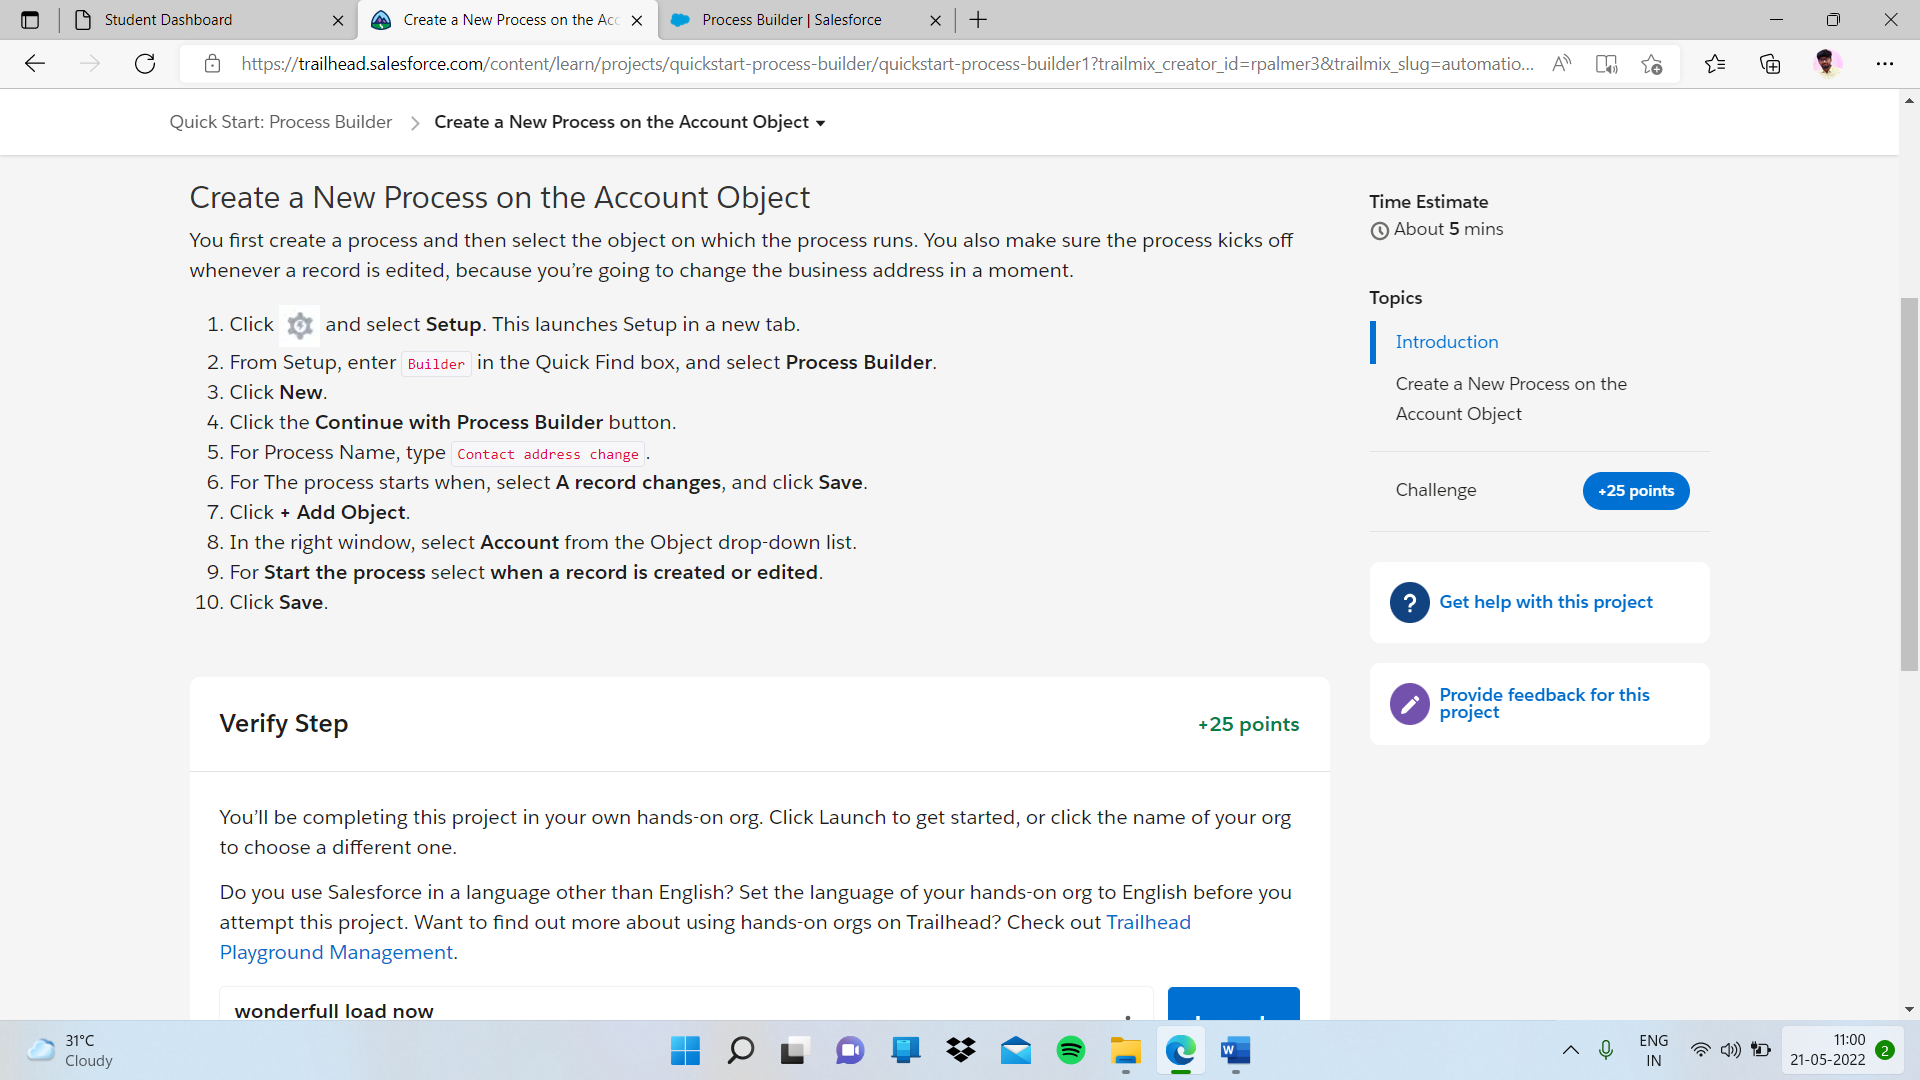 Student Dashboard
Create a New Process on the Acc
Process Builder | Salesforce
https://trailhead.salesforce.com/content/learn/projects/quickstart-process-builder/quickstart-process-builder1?trailmix_creator_id=rpalmer3&trailmix_slug=automatio...
Quick Start: Process Builder
Create a New Process on the Account Object
Create a New Process on the Account Object
You first create a process and then select the object on which the process runs. You also make sure the process kicks off
whenever a record is edited, because you’re going to change the business address in a moment.
1. Click and select Setup. This launches Setup in a new tab.
2. From Setup, enter Builder in the Quick Find box, and select Process Builder.
3. Click New.
4. Click the Continue with Process Builder button.
5. For Process Name, type Contact address change.
6. For The process starts when, select A record changes, and click Save.
7. Click + Add Object.
8. In the right window, select Account from the Object drop-down list.
9. For Start the process select when a record is created or edited.
10. Click Save.
Time Estimate
About 5 mins
Topics
Introduction
Create a New Process on the
Account Object
Challenge
+25 points
? Get help with this project
Provide feedback for this
project
Verify Step
+25 points
You’ll be completing this project in your own hands-on org. Click Launch to get started, or click the name of your org
to choose a different one.
Do you use Salesforce in a language other than English? Set the language of your hands-on org to English before you
attempt this project. Want to find out more about using hands-on orgs on Trailhead? Check out Trailhead
Playground Management.
wonderfull load now
31°C
Cloudy
ENG
IN
11:00
21-05-2022
2